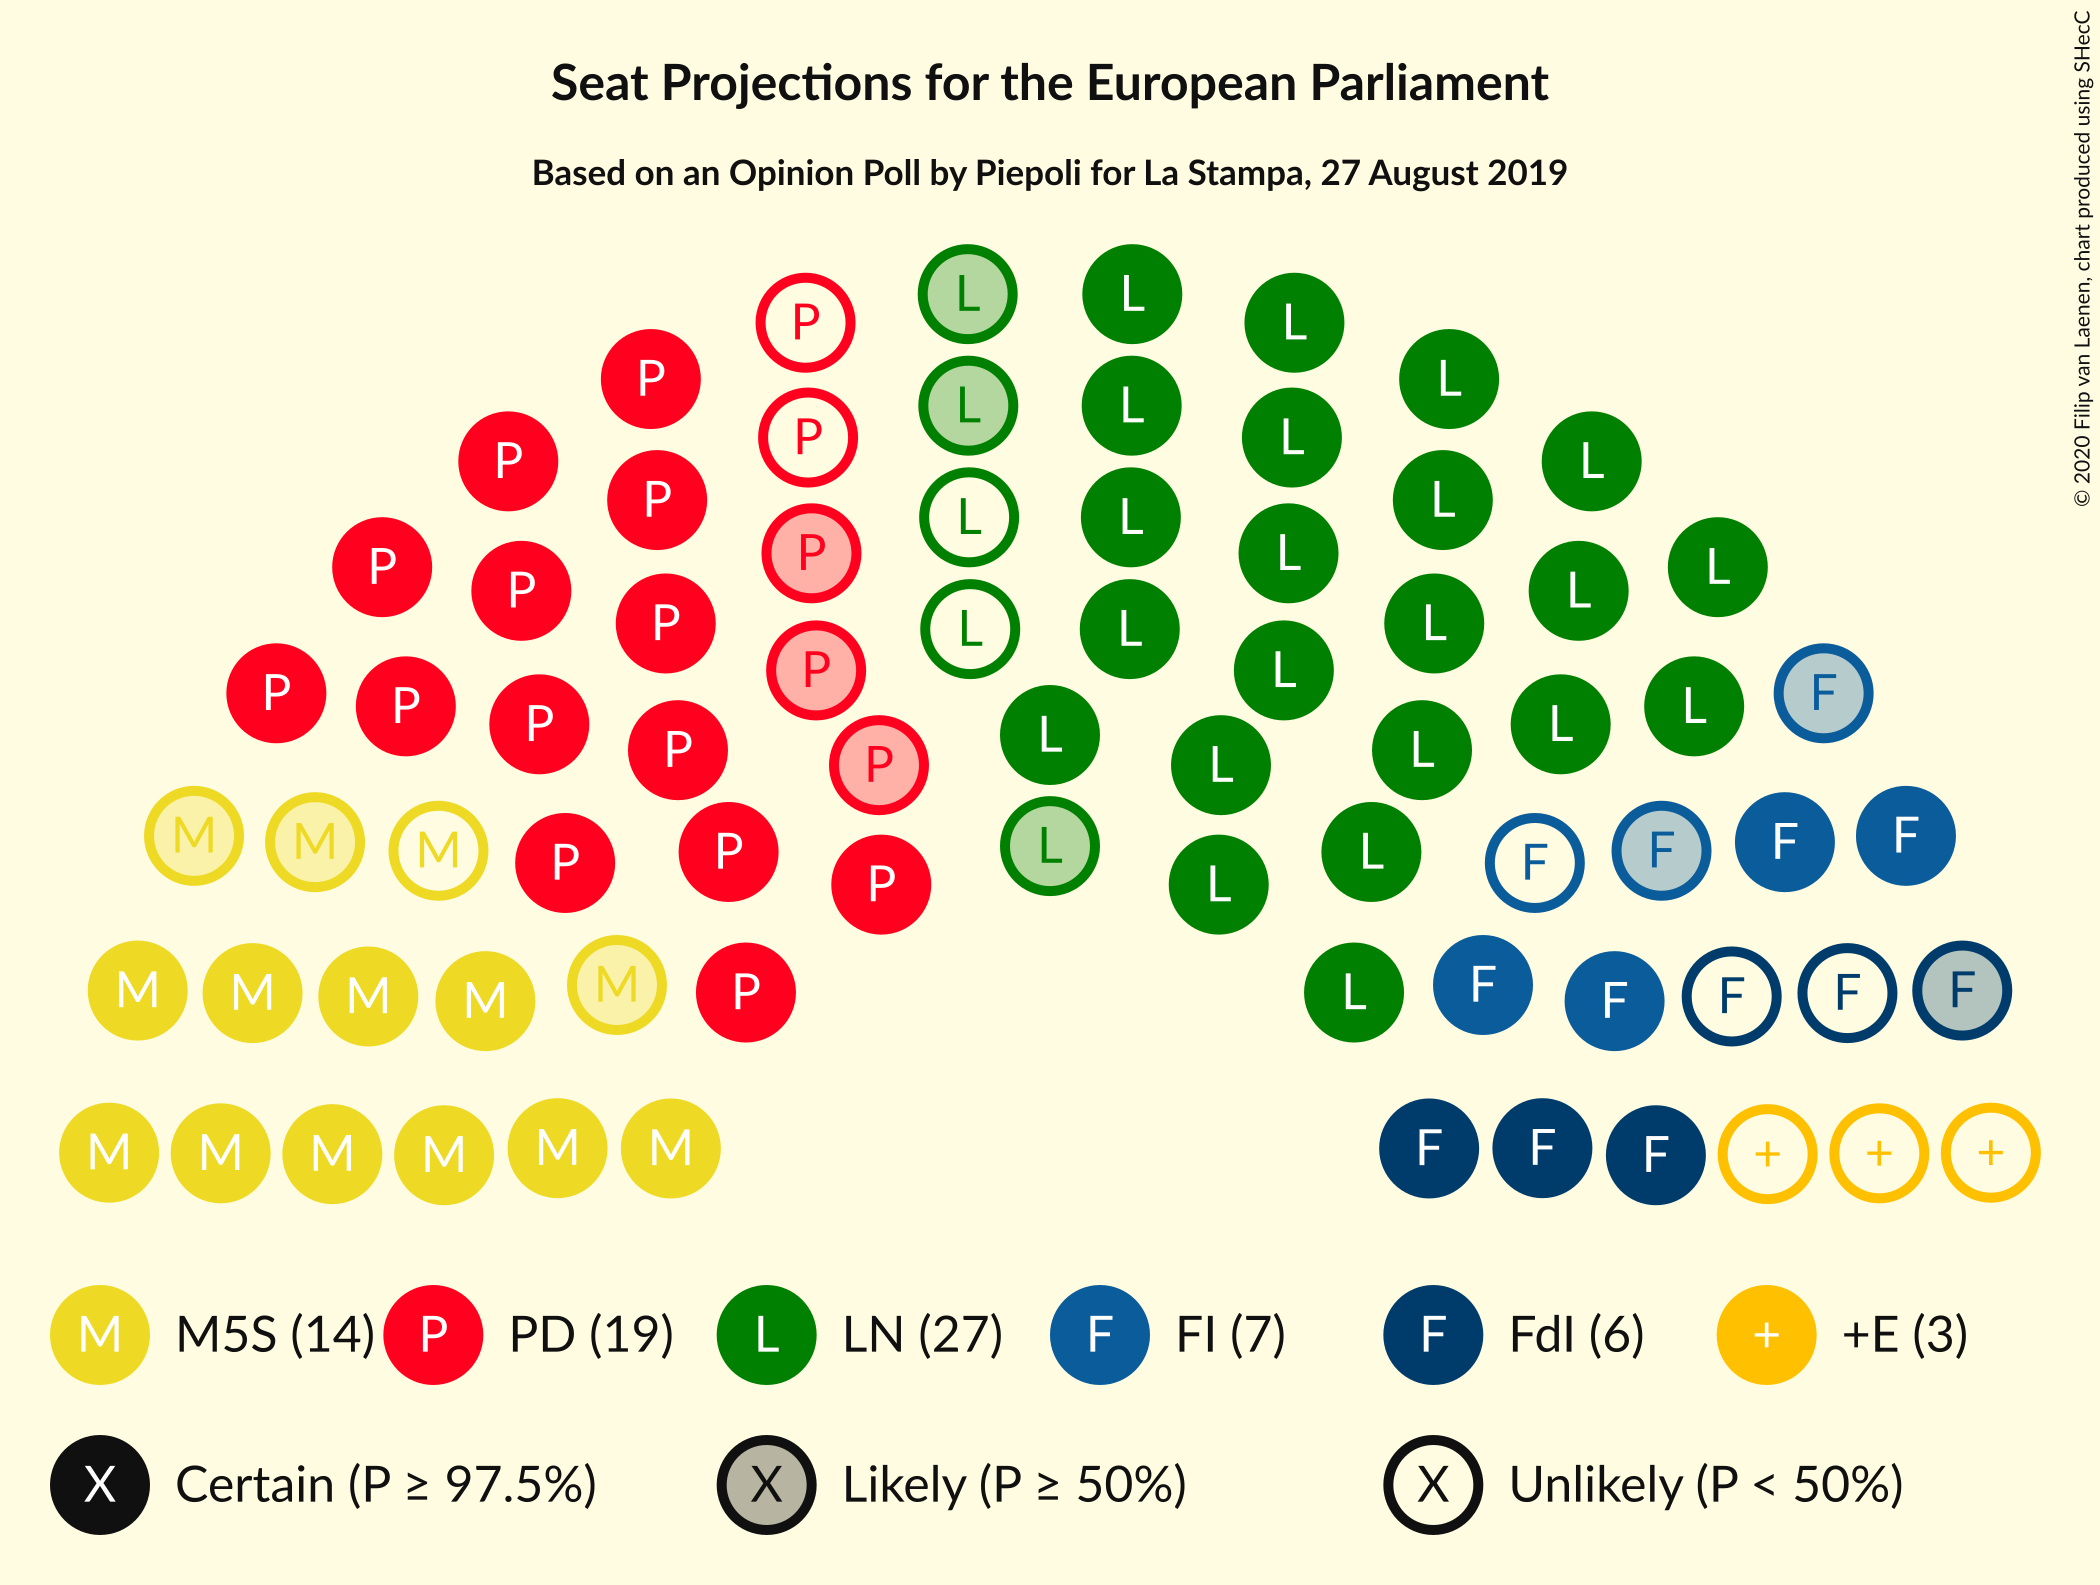 Seat Projections for the European Parliament
Based on an Opinion Poll by Piepoli for La Stampa, 27 August 2019
© 2020 Filip van Laenen, chart produced using SHecC
L L
P L
P L
L L
P L
P L
P L
L L
P L
P L
P L
P L
L L
P L
P P F
P L
P L
P L
L
P L
M M M F F
L
P P L F F
P L
M M F
M M M M P L F F F F
M M M M M M F F F + + +
M M5S (14) P PD (19) L LN (27) F FI (7) F FdI (6) + +E (3)
X Certain (P ≥ 97.5%) X Likely (P ≥ 50%) X Unlikely (P < 50%)